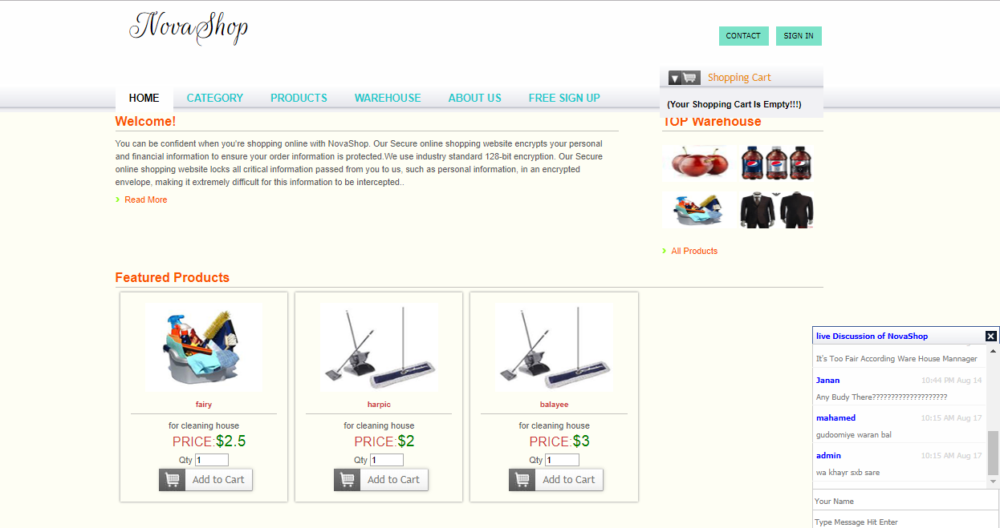 NovaShop
CONTACT
SIGN IN
Shopping Cart
HOME
CATEGORY
PRODUCTS
WAREHOUSE
ABOUT US
FREE SIGN UP
(Your Shopping Cart Is Empty!!!)
Welcome!
You can be confident when you're shopping online with NovaShop. Our Secure online shopping website encrypts your personal
and financial information to ensure your order information is protected.We use industry standard 128-bit encryption. Our Secure
online shopping website locks all critical information passed from you to us, such as personal information, in an encrypted
envelope, making it extremely difficult for this information to be intercepted..
Read More
TOP Warehouse
All Products
Featured Products
fairy
for cleaning house
PRICE:$2.5
Qty 1
Add to Cart
harpic
for cleaning house
PRICE:$2
Qty 1
Add to Cart
balayee
for cleaning house
PRICE:$3
Qty 1
Add to Cart
live Discussion of NovaShop
It's Too Fair According Ware House Mannager
Janan 10:44 PM Aug 14
Any Budy There????????????????????
mahamed 10:15 AM Aug 17
gudoomiye waran bal
admin 10:15 AM Aug 17
wa khayr sxb sare
Your Name
Type Message Hit Enter